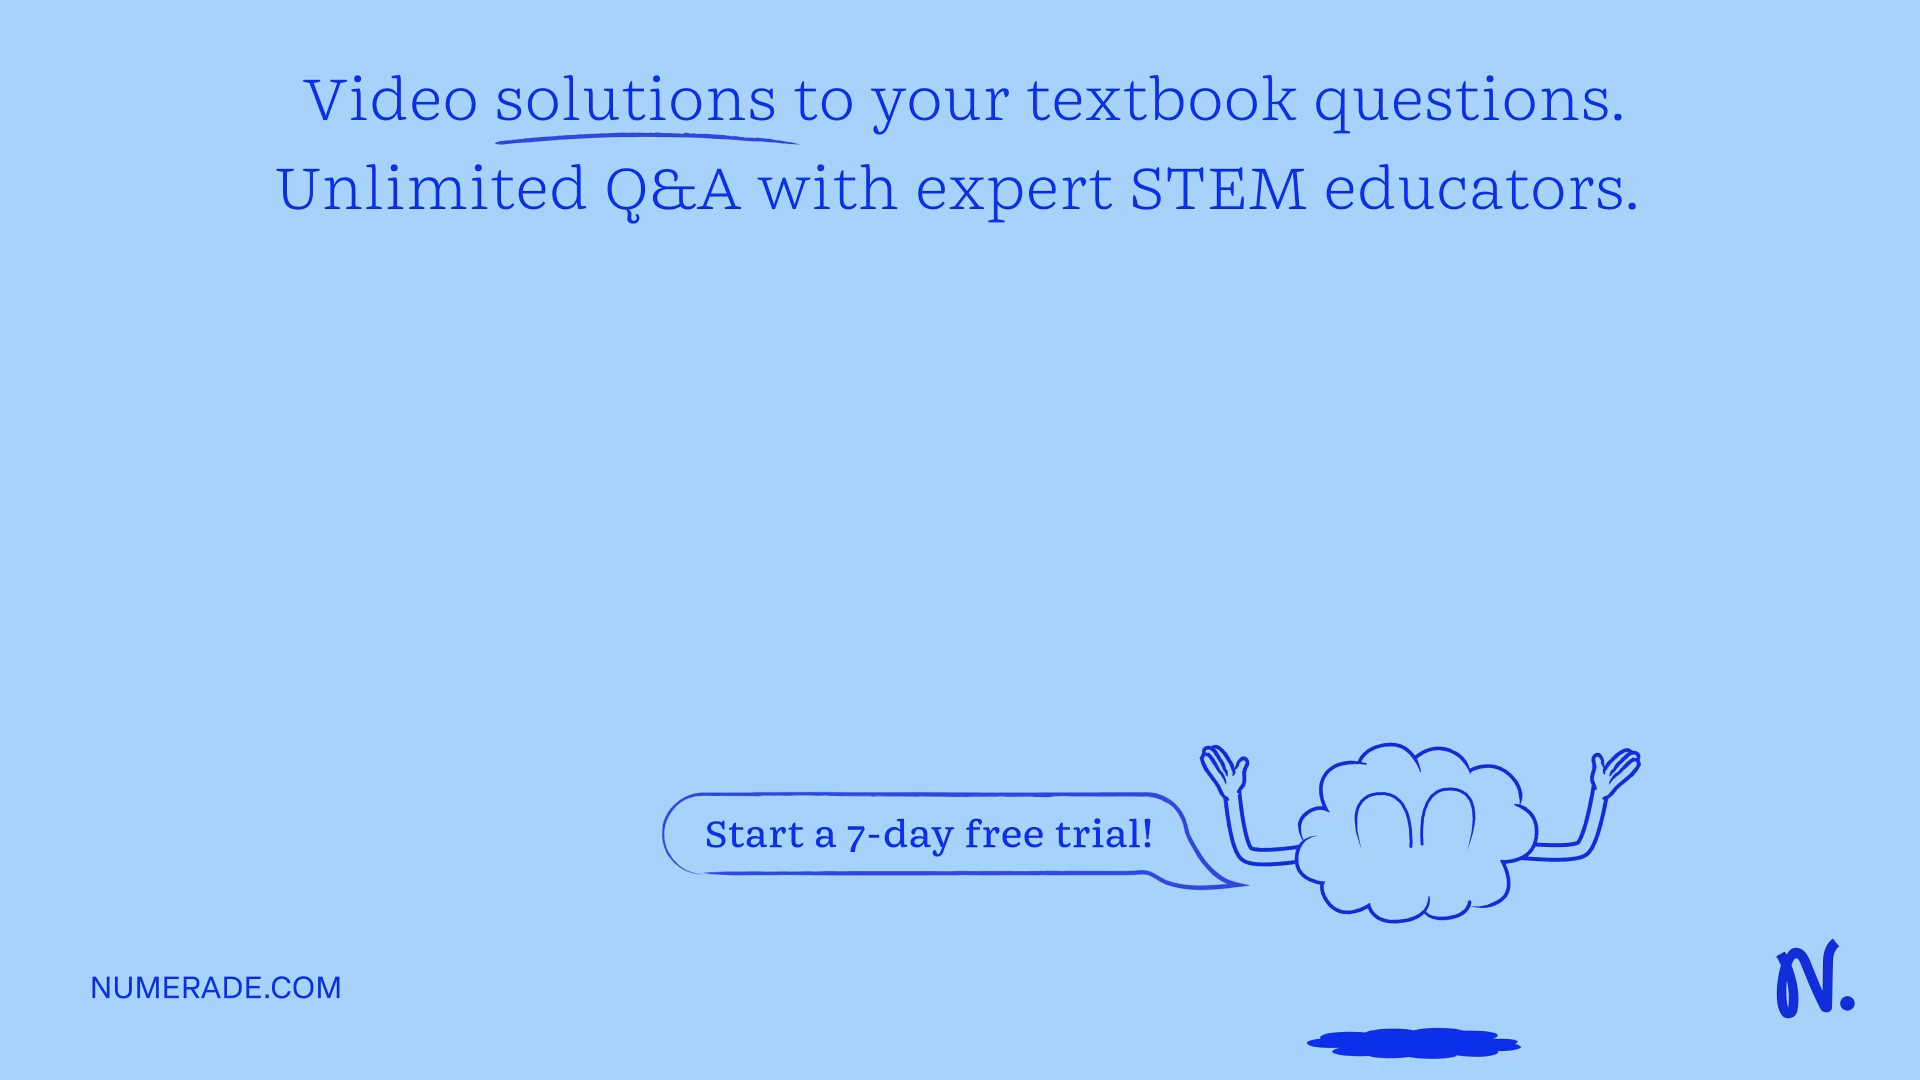 Video solutions to your textbook questions.
Unlimited Q&A with expert STEM educators.
Start a 7-day free trial!
NUMERADE.COM
N.